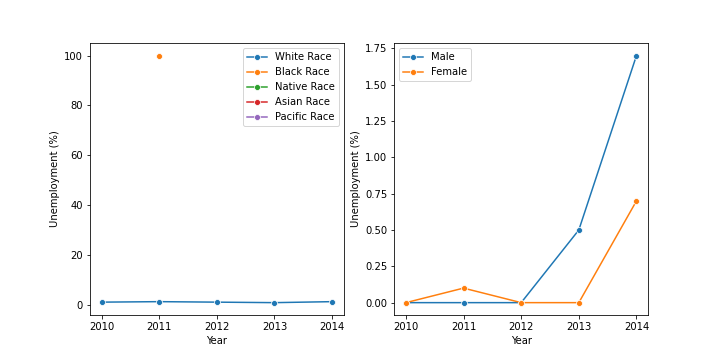 100
80
60
40
20
0
Unemployment (%)
2010 2011 2012 2013 2014
Year
White Race
Black Race
Native Race
Asian Race
Pacific Race
1.75
1.50
1.25
1.00
0.75
0.50
0.25
0.00
Unemployment (%)
2010 2011 2012 2013 2014
Year
Male
Female